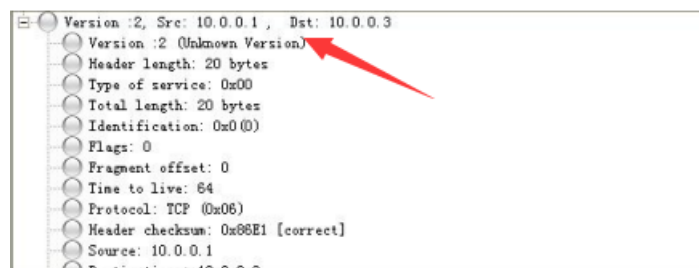 Version :2, Src: 10.0.0.1 , Dst: 10.0.0.3
Version :2 (Unknown Version)
Header length: 20 bytes
Type of service: 0x00
Total length: 20 bytes
Identification: 0x0(0)
Flags: 0
Fragment offset: 0
Time to live: 64
Protocol: TCP (0x06)
Header checksum: 0x86E1 [correct]
Source: 10.0.0.1